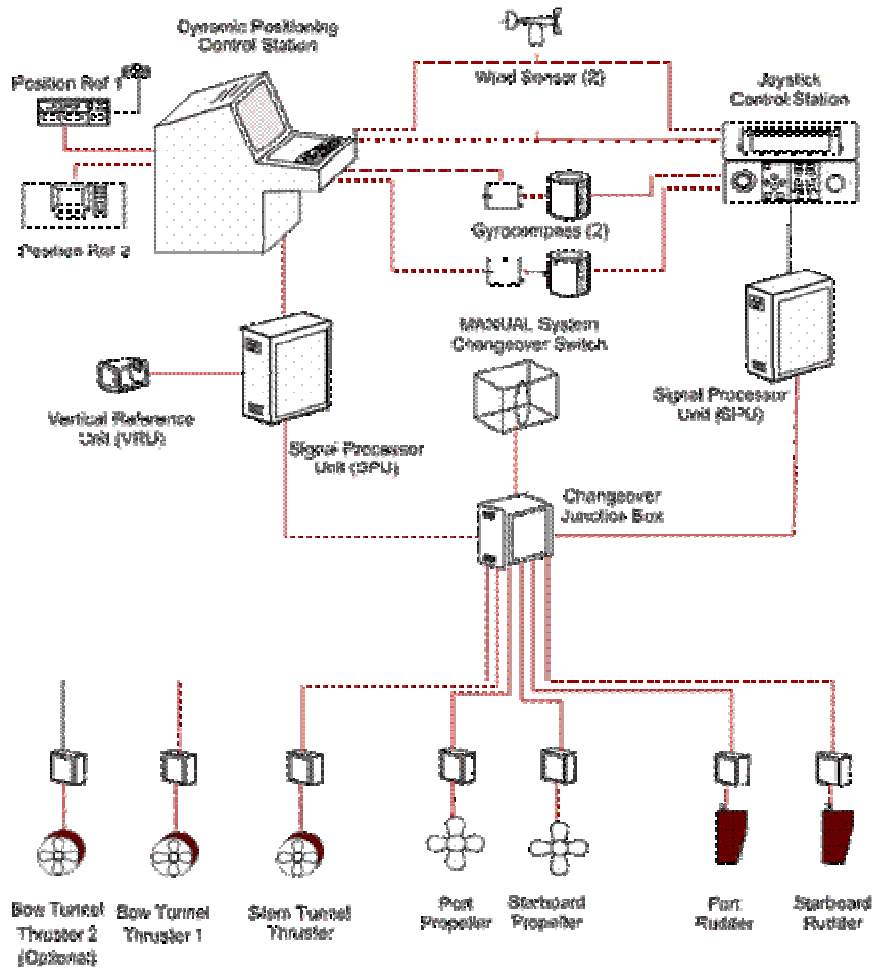 Dynamic Positioning
Control Station
Position Ref 1
Wind Sensor (2)
Joystick
Control Station
Position Ref 2
Gyrocompass (2)
MANUAL System
Changeover Switch
Vertical Reference
Unit (VRU)
Signal Processor
Unit (SPU)
Signal Processor
Unit (SPU)
Changeover
Junction Box
Bow Tunnel
Thruster 2
(Optional)
Bow Tunnel
Thruster 1
Stern Tunnel
Thruster
Port
Propeller
Starboard
Propeller
Port
Rudder
Starboard
Rudder